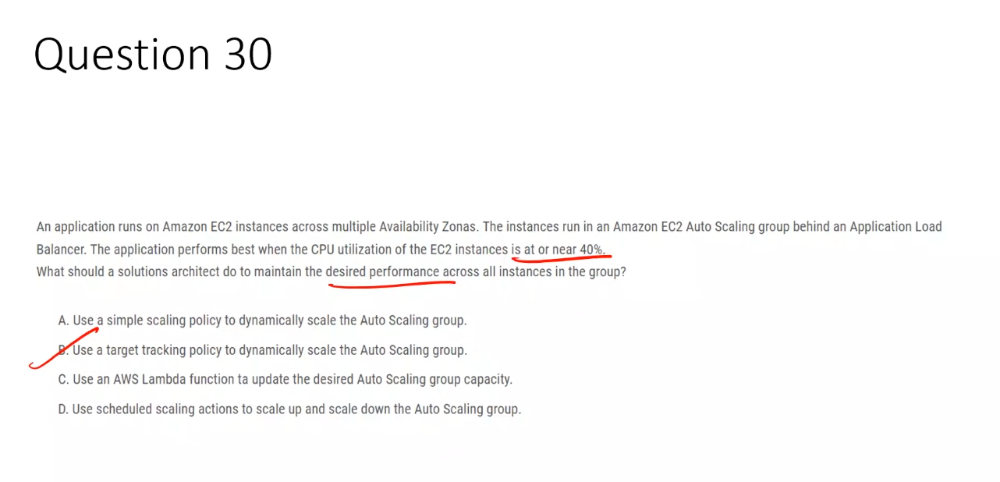 Question 30
An application runs on Amazon EC2 instances across multiple Availability Zonas. The instances run in an Amazon EC2 Auto Scaling group behind an Application Load
Balancer. The application performs best when the CPU utilization of the EC2 instances is at or near 40%.
What should a solutions architect do to maintain the desired performance across all instances in the group?
A. Use a simple scaling policy to dynamically scale the Auto Scaling group.
B. Use a target tracking policy to dynamically scale the Auto Scaling group.
C. Use an AWS Lambda function ta update the desired Auto Scaling group capacity.
D. Use scheduled scaling actions to scale up and scale down the Auto Scaling group.